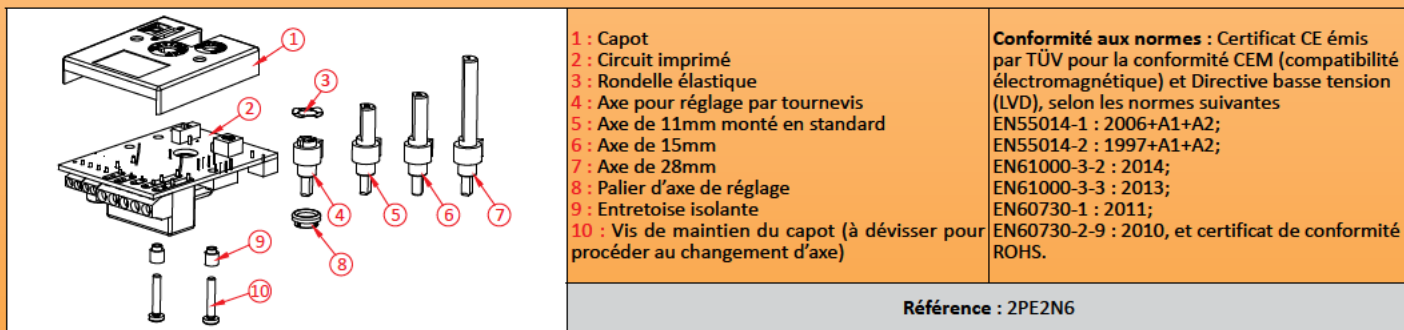 1
2
3
4
5
6
7
8
9
10
1 : Capot
2 : Circuit imprimé
3 : Rondelle élastique
4 : Axe pour réglage par tournevis
5 : Axe de 11mm monté en standard
6 : Axe de 15mm
7 : Axe de 28mm
8 : Palier d’axe de réglage
9 : Entretoise isolante
10 : Vis de maintien du capot (à dévisser pour
procéder au changement d’axe)
Conformité aux normes : Certificat CE émis
par TÜV pour la conformité CEM (compatibilité
électromagnétique) et Directive basse tension
(LVD), selon les normes suivantes
EN55014-1 : 2006+A1+A2;
EN55014-2 : 1997+A1+A2;
EN61000-3-2 : 2014;
EN61000-3-3 : 2013;
EN60730-1 : 2011;
EN60730-2-9 : 2010, et certificat de conformité
ROHS.
Référence : 2PE2N6